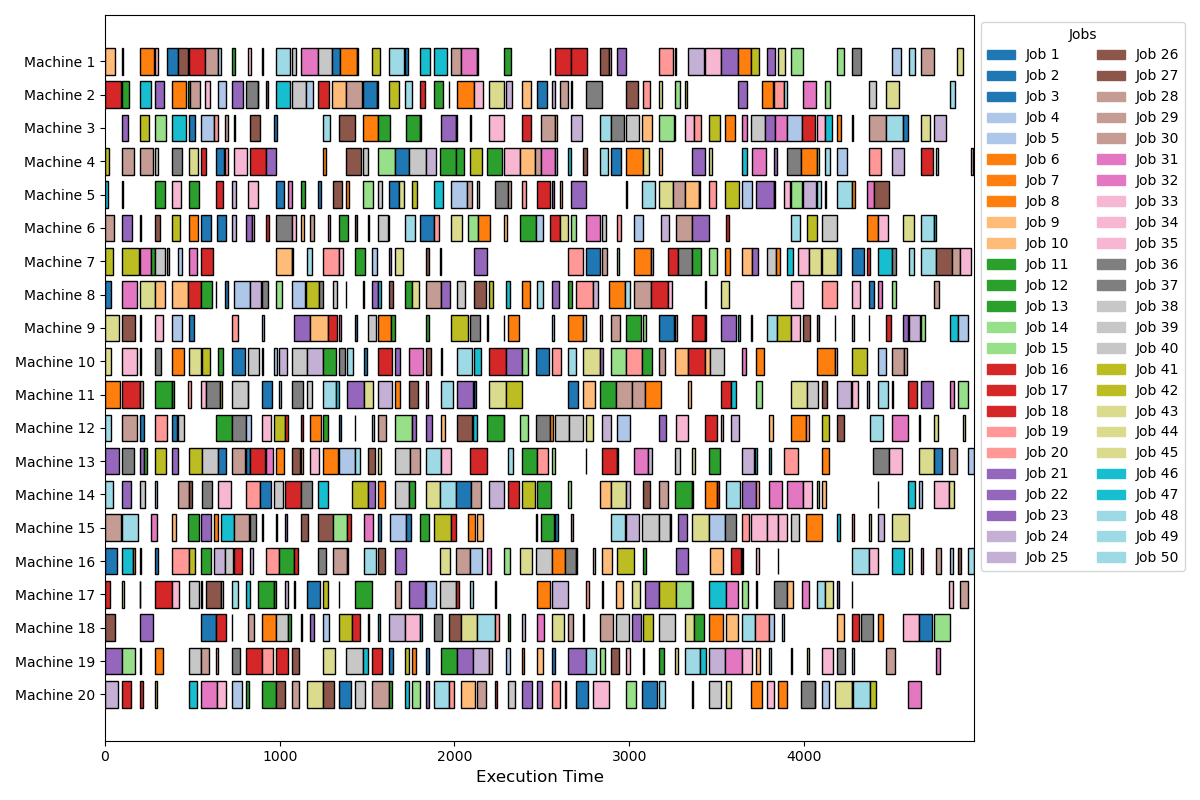 Machine 1
Machine 2
Machine 3
Machine 4
Machine 5
Machine 6
Machine 7
Machine 8
Machine 9
Machine 10
Machine 11
Machine 12
Machine 13
Machine 14
Machine 15
Machine 16
Machine 17
Machine 18
Machine 19
Machine 20
0 1000 2000 3000 4000
Execution Time
Jobs
Job 1 Job 26
Job 2 Job 27
Job 3 Job 28
Job 4 Job 29
Job 5 Job 30
Job 6 Job 31
Job 7 Job 32
Job 8 Job 33
Job 9 Job 34
Job 10 Job 35
Job 11 Job 36
Job 12 Job 37
Job 13 Job 38
Job 14 Job 39
Job 15 Job 40
Job 16 Job 41
Job 17 Job 42
Job 18 Job 43
Job 19 Job 44
Job 20 Job 45
Job 21 Job 46
Job 22 Job 47
Job 23 Job 48
Job 24 Job 49
Job 25 Job 50